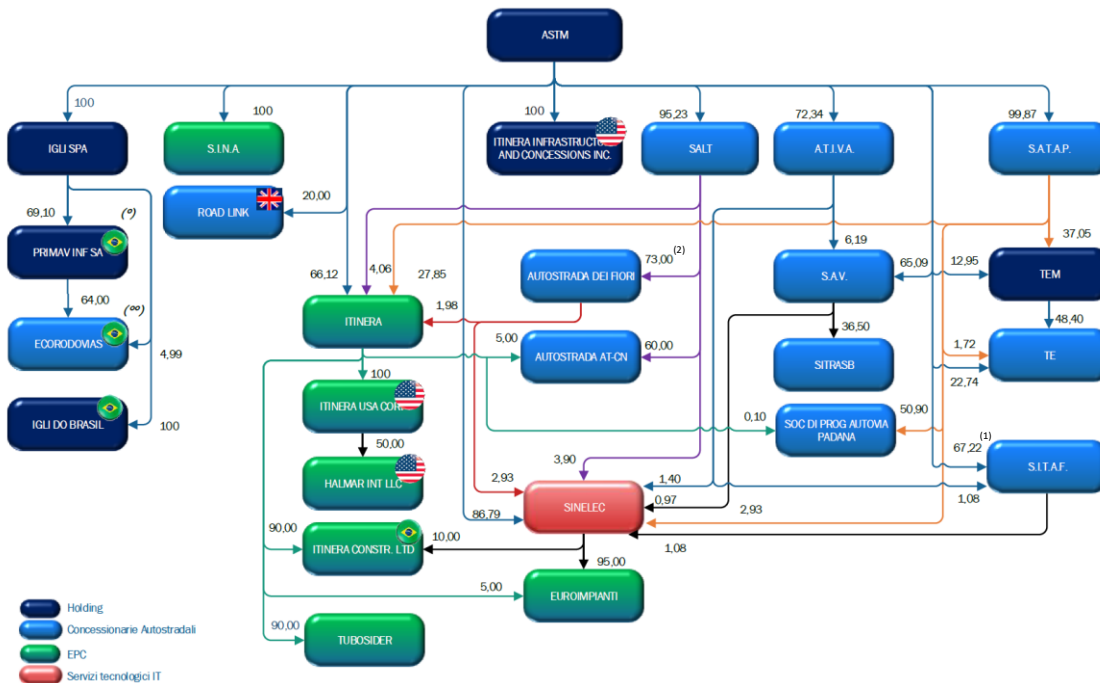 ASTM
100
100
100
95,23
72,34
99,87
IGLI SPA
S.I.N.A.
ITINERA INFRASTRUCTURE
AND CONCESSIONS INC.
SALT
A.T.I.V.A.
S.A.T.A.P.
ROAD LINK
20,00
69,10
(°)
PRIMAV INF SA
66,12
4,06
27,85
AUTOSTRADA DEI FIORI
73,00
(2)
6,19
S.A.V.
65,09
12,95
37,05
TEM
64,00
(°°)
ECORODOVIAS
4,99
ITINERA
1,98
5,00
AUTOSTRADA AT-CN
60,00
36,50
SITRASB
48,40
1,72
TE
22,74
100
ITINERA USA CORP.
IGLI DO BRASIL
100
0,10
SOC DI PROG AUTOVIA
PADANA
50,90
50,00
HALMAR INT LLC
3,90
67,22
(1)
S.I.T.A.F.
2,93
1,40
1,08
SINELEC
0,97
2,93
86,79
90,00
ITINERA CONSTR. LTD
10,00
1,08
95,00
5,00
EUROIMPIANTI
90,00
TUBOSIDER
Holding
Concessionarie Autostradali
EPC
Servizi tecnologici IT